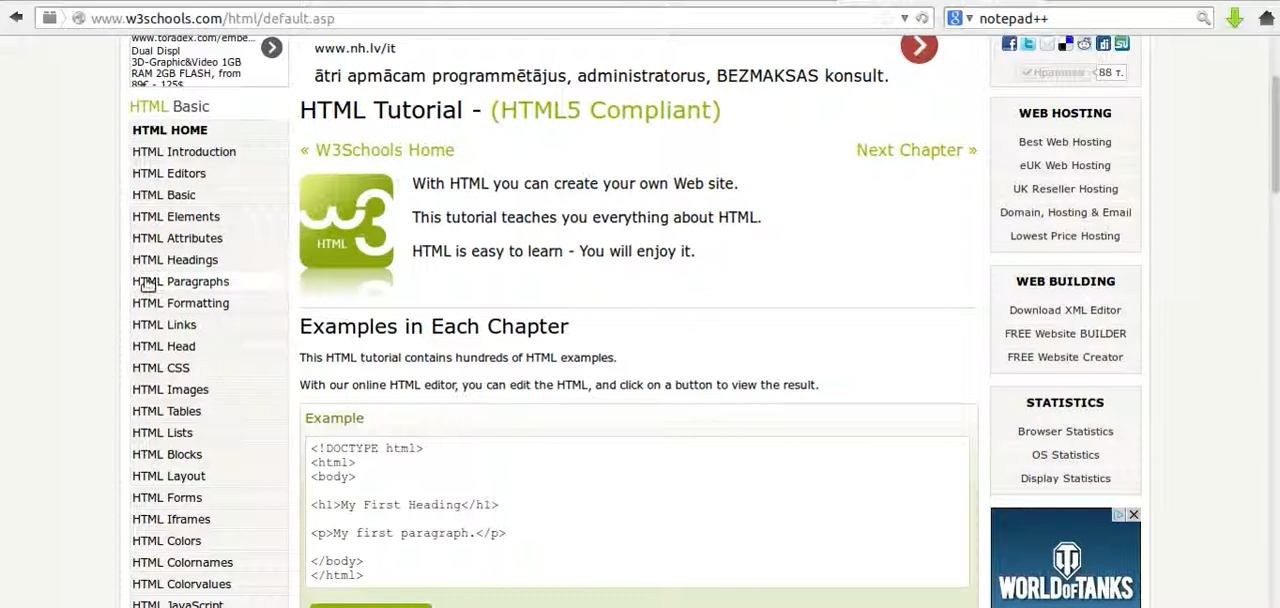 www.w3schools.com/html/default.asp
notepad++
www.toradex.com/embe...
Dual Displ
3D-Graphic&Video 1GB
RAM 2GB FLASH, from
89€ - 125$
www.nh.lv/it
ātri apmācam programmētājus, administratorus, BEZMAKSAS konsult.
88 т.
HTML Basic
HTML HOME
HTML Introduction
HTML Editors
HTML Basic
HTML Elements
HTML Attributes
HTML Headings
HTML Paragraphs
HTML Formatting
HTML Links
HTML Head
HTML CSS
HTML Images
HTML Tables
HTML Lists
HTML Blocks
HTML Layout
HTML Forms
HTML Iframes
HTML Colors
HTML Colornames
HTML Colorvalues
HTML JavaScript
HTML Tutorial - (HTML5 Compliant)
« W3Schools Home
Next Chapter »
w3
HTML
With HTML you can create your own Web site.
This tutorial teaches you everything about HTML.
HTML is easy to learn - You will enjoy it.
Examples in Each Chapter
This HTML tutorial contains hundreds of HTML examples.
With our online HTML editor, you can edit the HTML, and click on a button to view the result.
Example
<!DOCTYPE html>
<html>
<body>
<h1>My First Heading</h1>
<p>My first paragraph.</p>
</body>
</html>
WEB HOSTING
Best Web Hosting
eUK Web Hosting
UK Reseller Hosting
Domain, Hosting & Email
Lowest Price Hosting
WEB BUILDING
Download XML Editor
FREE Website BUILDER
FREE Website Creator
STATISTICS
Browser Statistics
OS Statistics
Display Statistics
WORLD OF TANKS